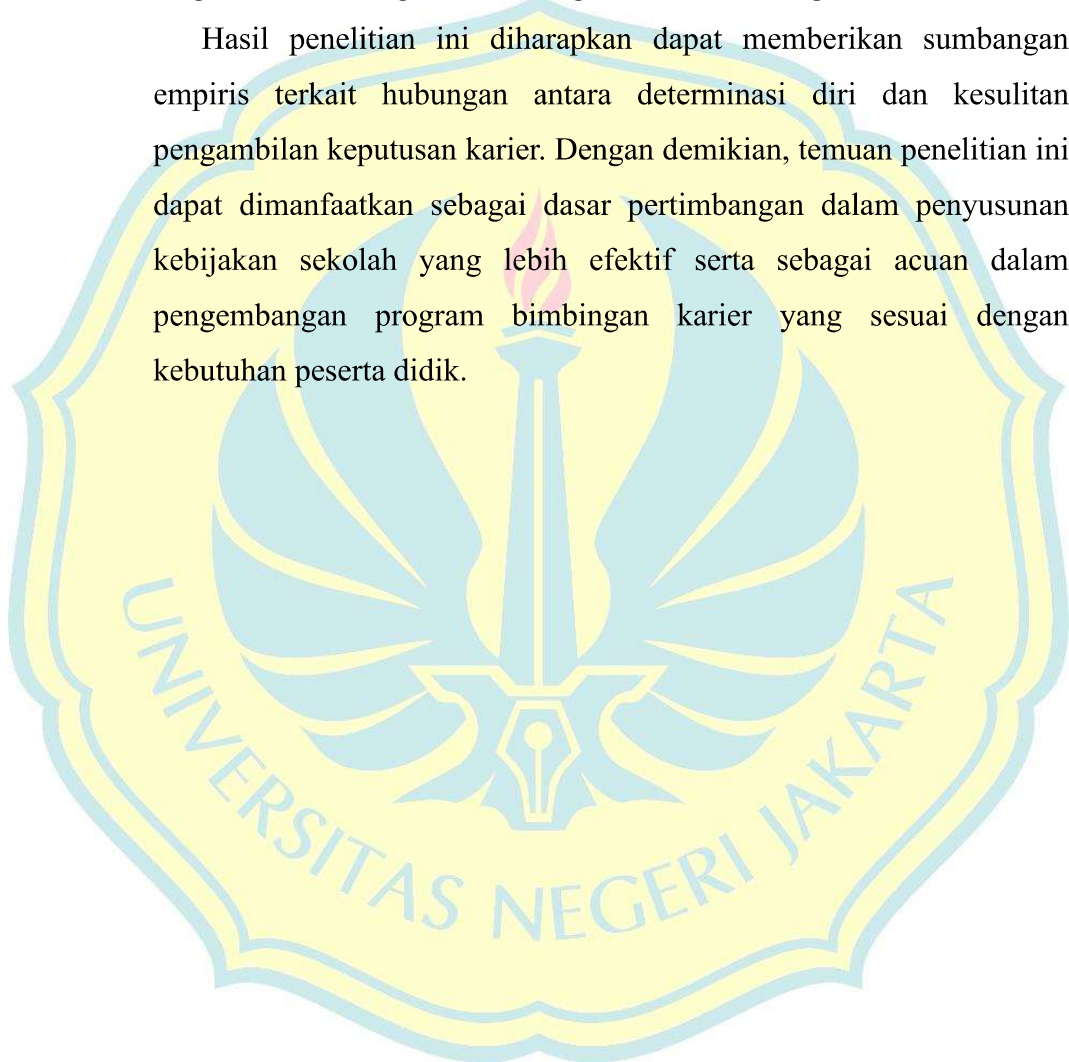 Hasil penelitian ini diharapkan dapat memberikan sumbangan
empiris terkait hubungan antara determinasi diri dan kesulitan
pengambilan keputusan karier. Dengan demikian, temuan penelitian ini
dapat dimanfaatkan sebagai dasar pertimbangan dalam penyusunan
kebijakan sekolah yang lebih efektif serta sebagai acuan dalam
pengembangan program bimbingan karier yang sesuai dengan
kebutuhan peserta didik.
UNIVERSITAS NEGERI JAKARTA